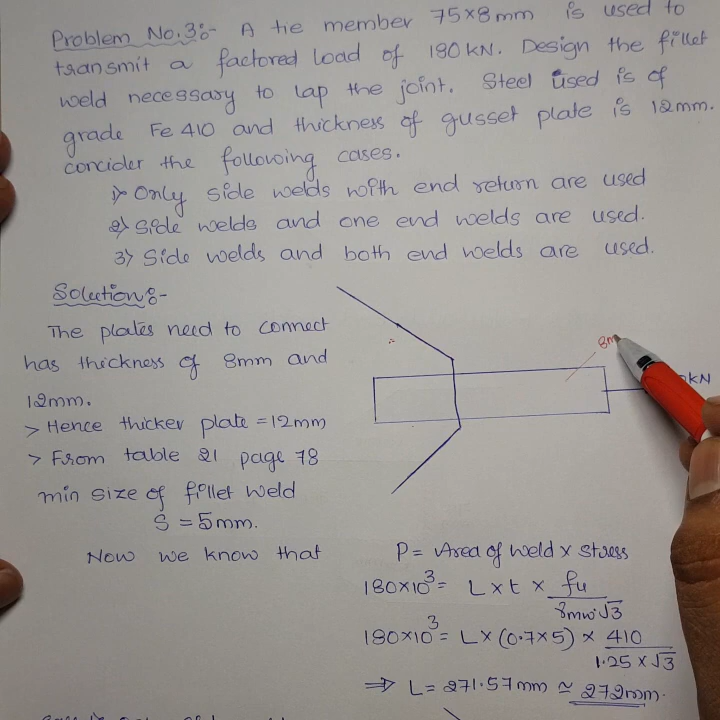 Problem No.3:- A tie member 75×8mm is used to
transmit a factored load of 180 KN. Design the fillet
weld necessary to lap the joint. Steel used is of
grade Fe 410 and thickness of gusset plate is 12mm.
concider the following cases.
1> Only side welds with end return are used
2> Side welds and one end welds are used.
3> Side welds and both end welds are used.
Solution:-
The plates need to connect
has thickness of 8mm and
12mm.
> Hence thicker plate = 12mm
> From table 21 page 78
min size of fillet weld
S = 5mm.
Now we know that
8m
KN
P = Area of weld × stress
180×10³ = L × t × fu / γmw·√3
180×10³ = L × (0.7×5) × 410 / 1.25 × √3
⇒ L = 271.57mm ≃ 272mm.